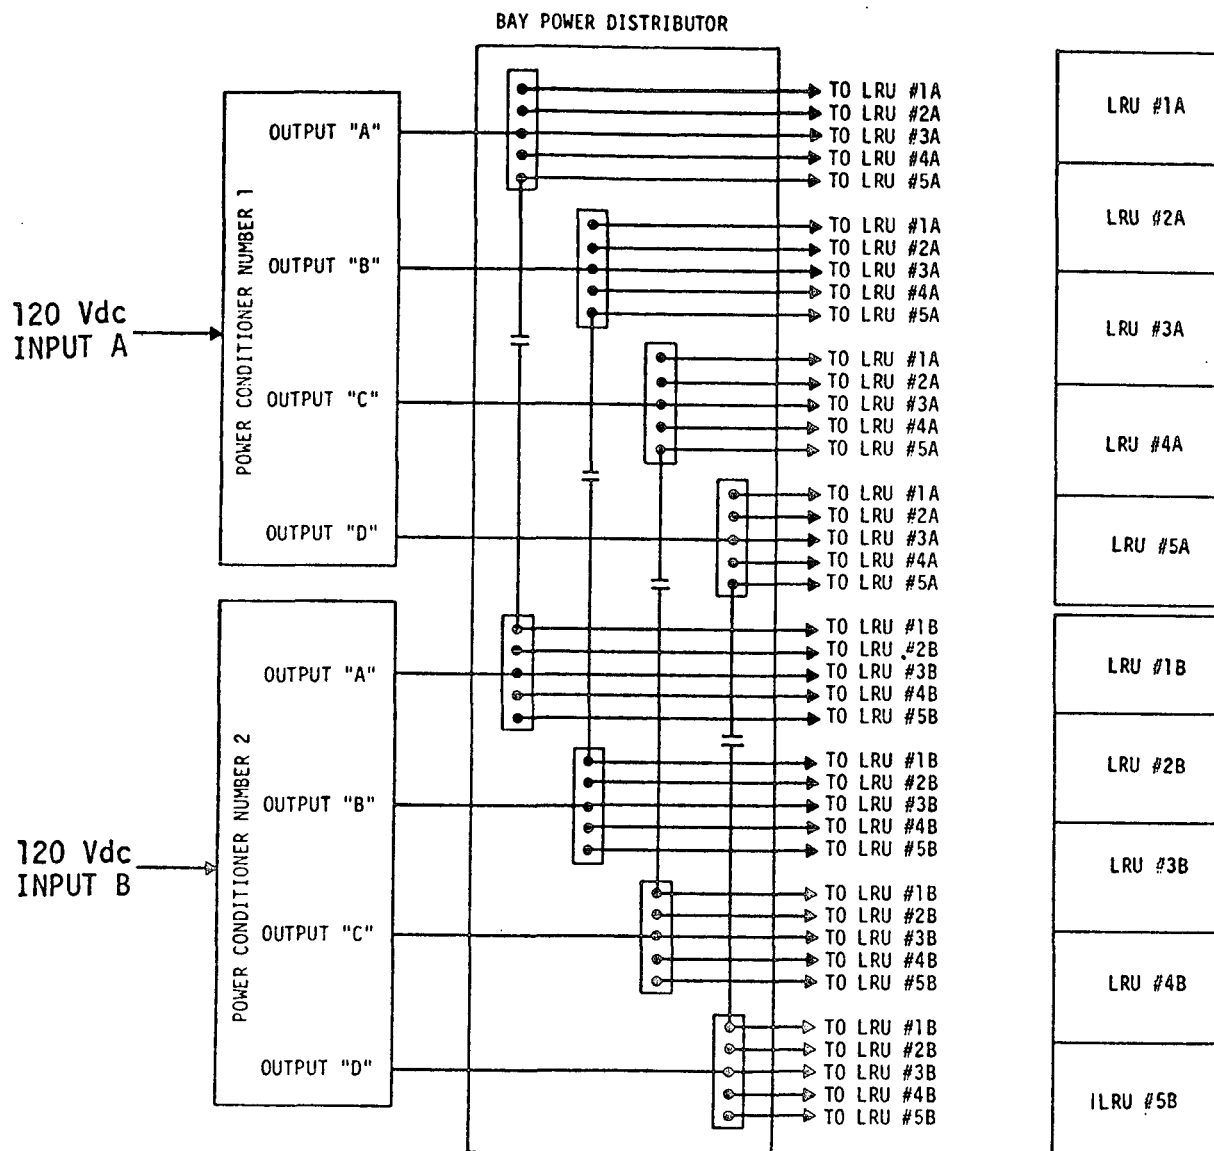 BAY POWER DISTRIBUTOR
120 Vdc
INPUT A
POWER CONDITIONER NUMBER 1
OUTPUT "A"
OUTPUT "B"
OUTPUT "C"
OUTPUT "D"
TO LRU #1A
TO LRU #2A
TO LRU #3A
TO LRU #4A
TO LRU #5A
TO LRU #1A
TO LRU #2A
TO LRU #3A
TO LRU #4A
TO LRU #5A
TO LRU #1A
TO LRU #2A
TO LRU #3A
TO LRU #4A
TO LRU #5A
TO LRU #1A
TO LRU #2A
TO LRU #3A
TO LRU #4A
TO LRU #5A
120 Vdc
INPUT B
POWER CONDITIONER NUMBER 2
OUTPUT "A"
OUTPUT "B"
OUTPUT "C"
OUTPUT "D"
TO LRU #1B
TO LRU #2B
TO LRU #3B
TO LRU #4B
TO LRU #5B
TO LRU #1B
TO LRU #2B
TO LRU #3B
TO LRU #4B
TO LRU #5B
TO LRU #1B
TO LRU #2B
TO LRU #3B
TO LRU #4B
TO LRU #5B
TO LRU #1B
TO LRU #2B
TO LRU #3B
TO LRU #4B
TO LRU #5B
LRU #1A
LRU #2A
LRU #3A
LRU #4A
LRU #5A
LRU #1B
LRU #2B
LRU #3B
LRU #4B
LRU #5B